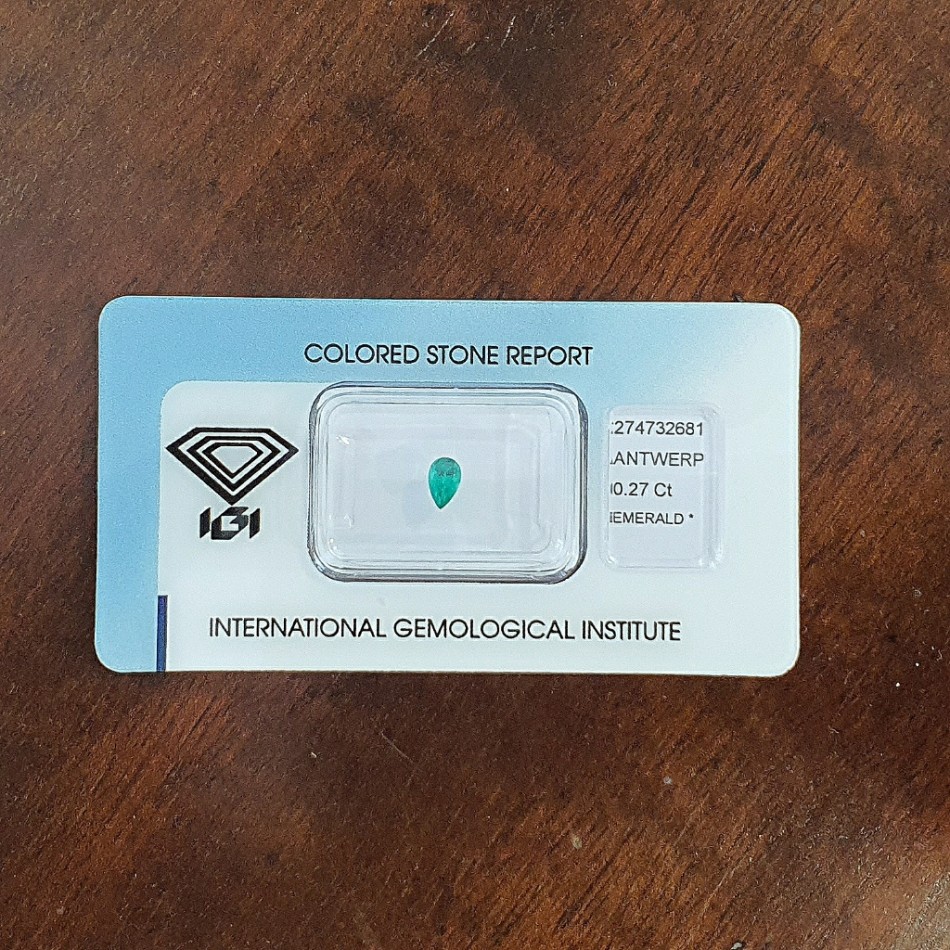 COLORED STONE REPORT
IGI
:274732681
.ANTWERP
0.27 Ct
EMERALD *
INTERNATIONAL GEMOLOGICAL INSTITUTE